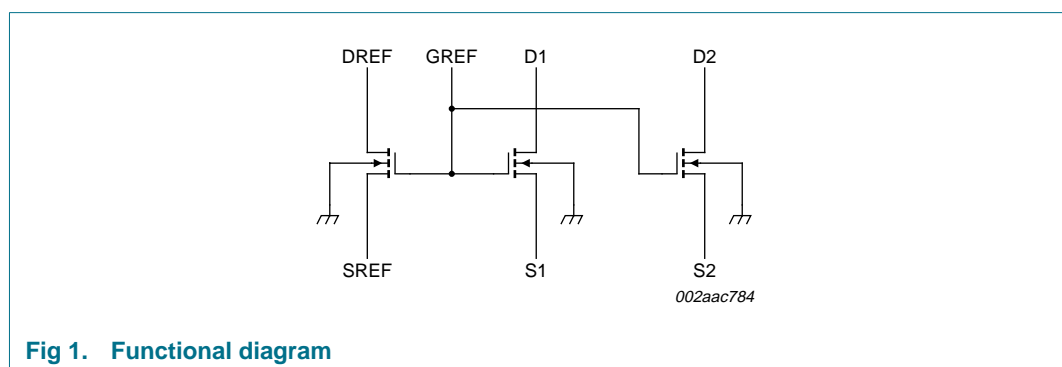 DREF GREF D1 D2
SREF S1 S2
002aac784
Fig 1. Functional diagram